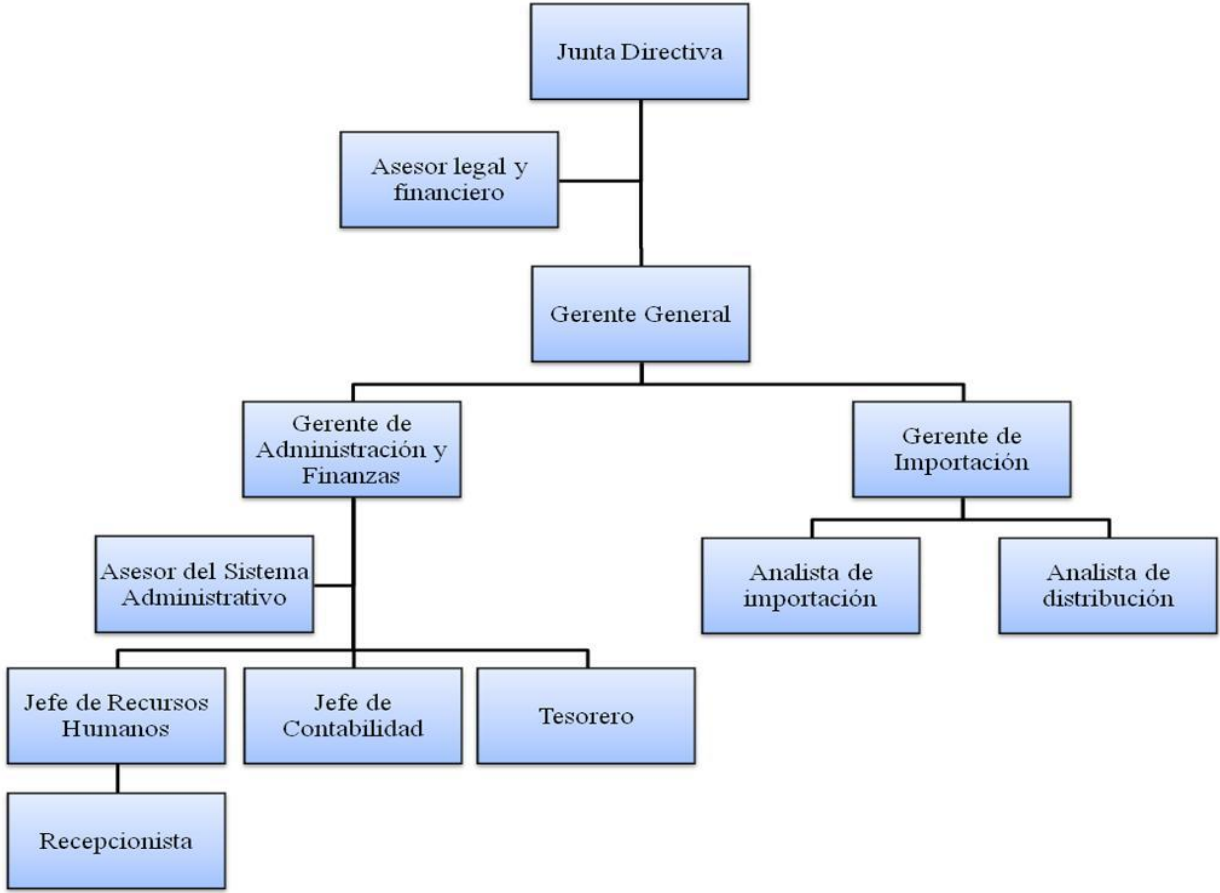 Junta Directiva
Asesor legal y
financiero
Gerente General
Gerente de
Administración y
Finanzas
Gerente de
Importación
Asesor del Sistema
Administrativo
Analista de
importación
Analista de
distribución
Jefe de Recursos
Humanos
Jefe de
Contabilidad
Tesorero
Recepcionista